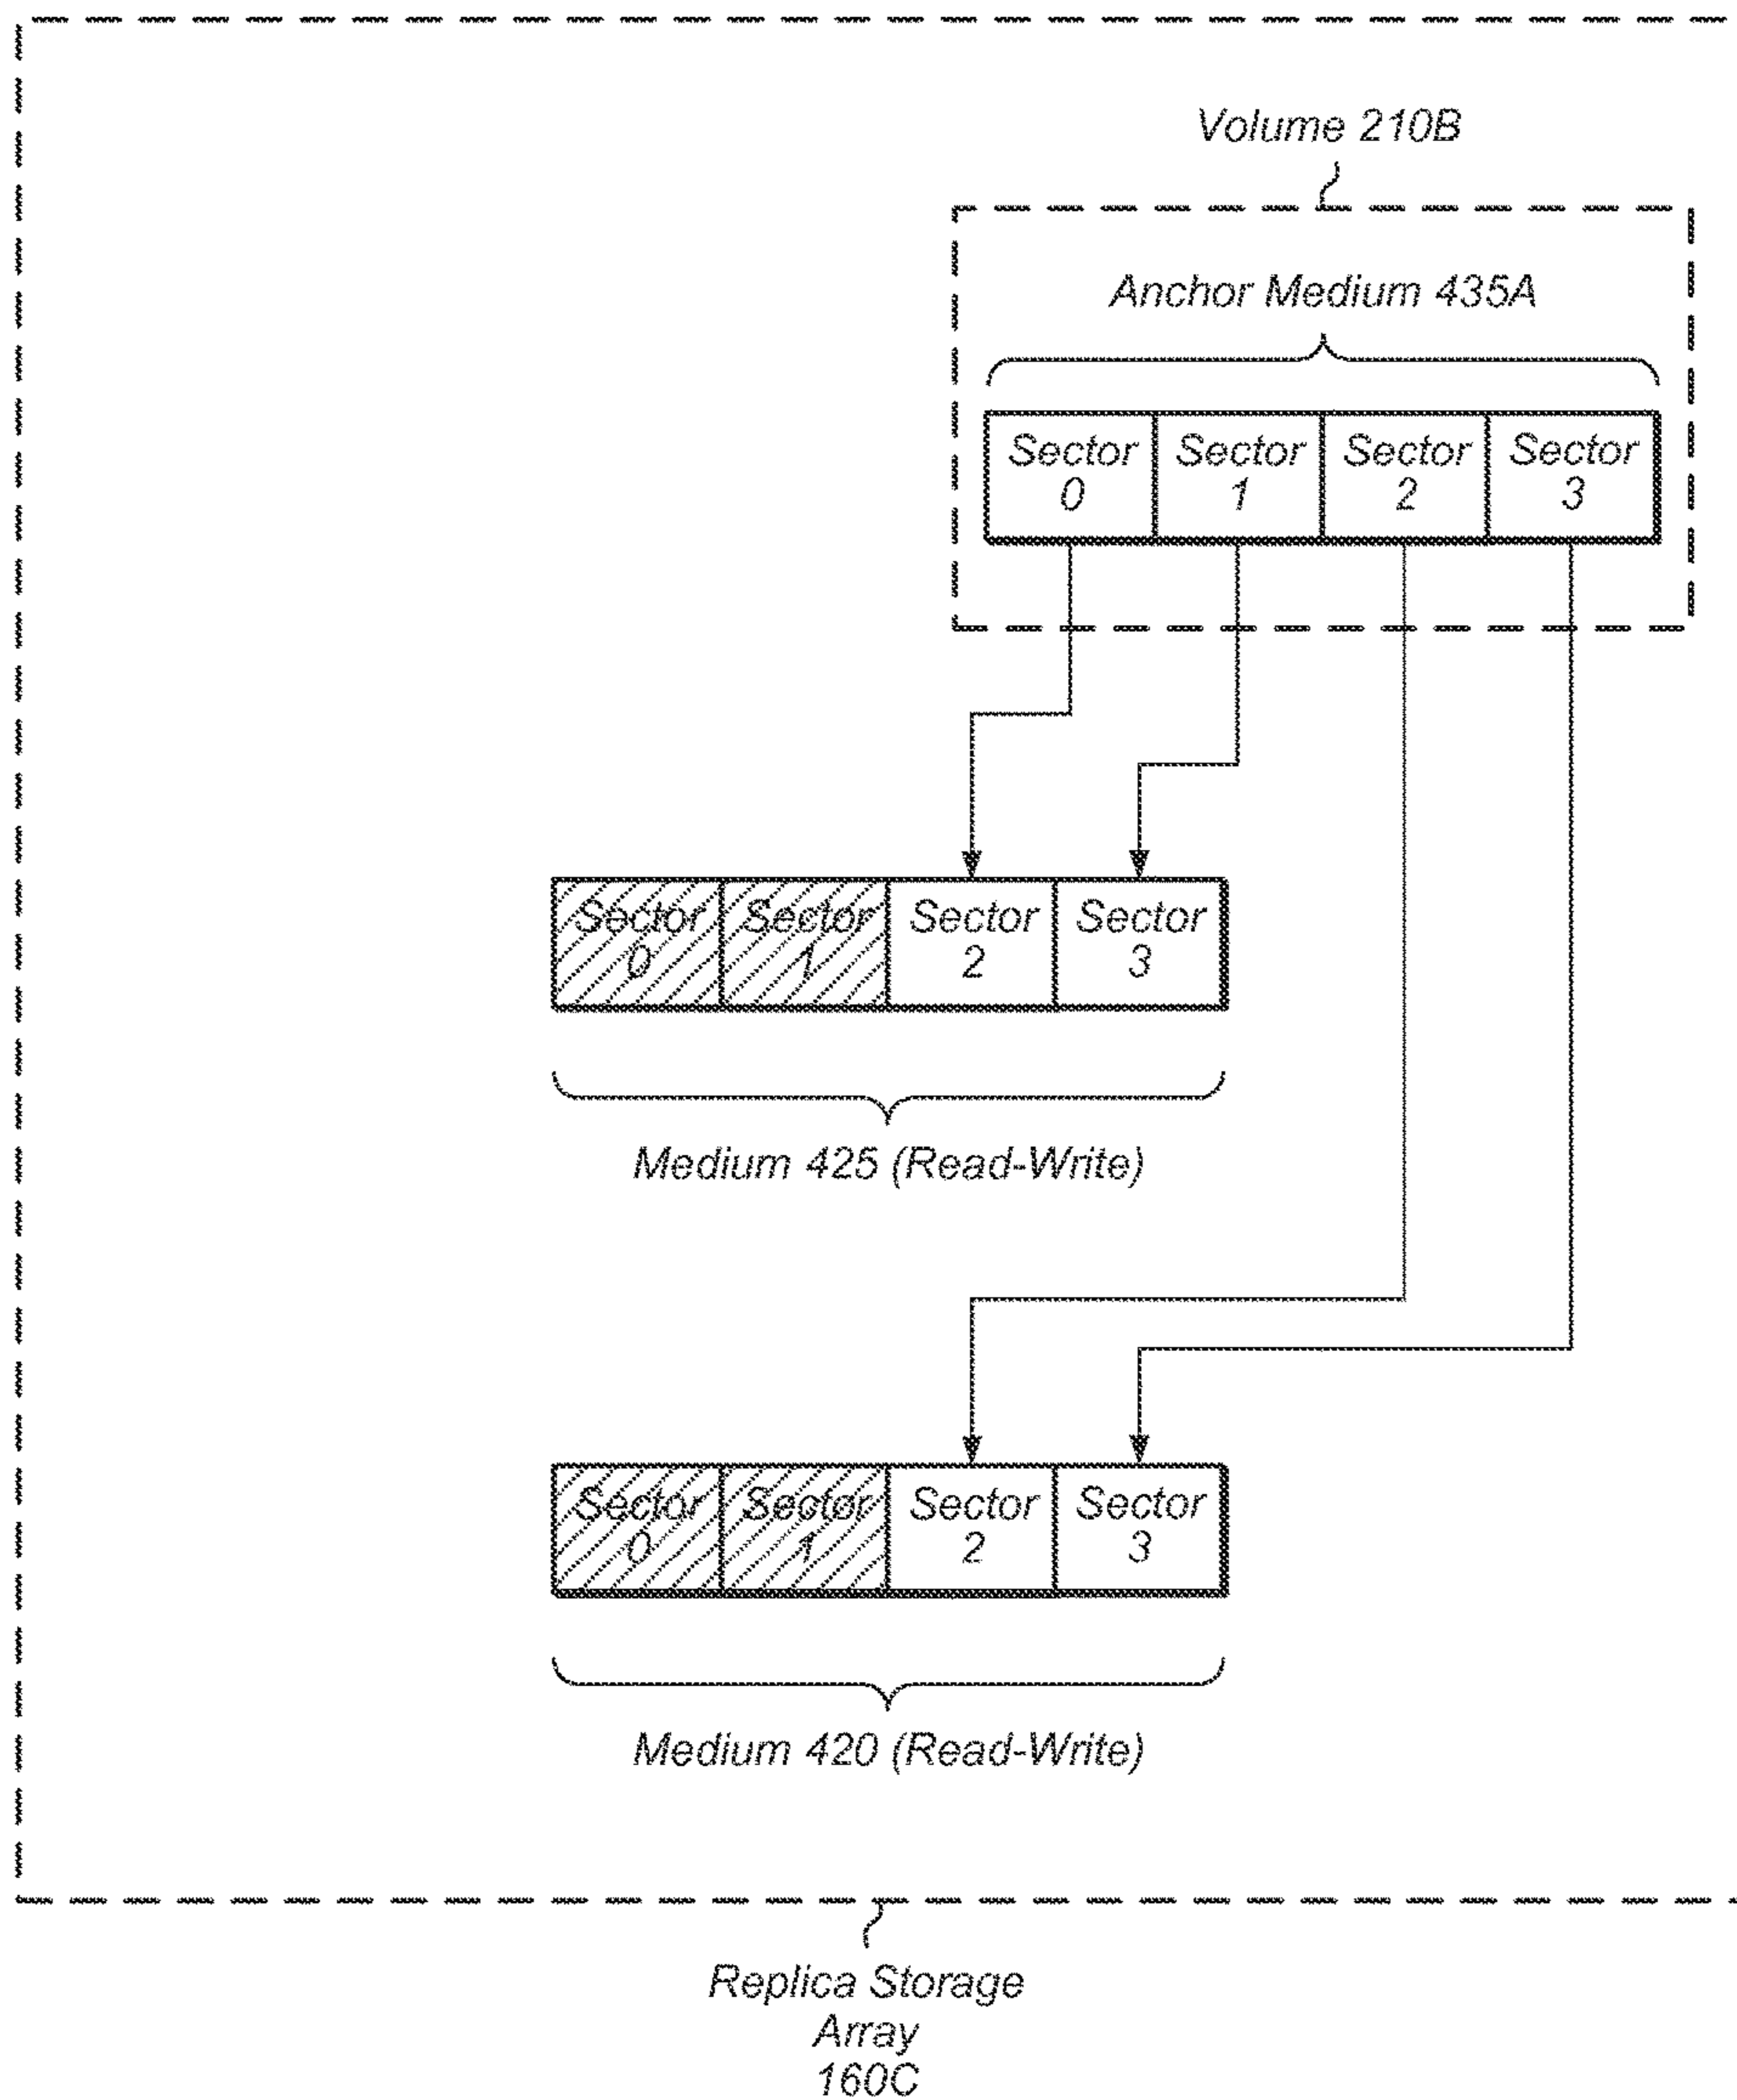 Volume 210B
Anchor Medium 435A
Sector 0
Sector 1
Sector 2
Sector 3
Sector 0
Sector 1
Sector 2
Sector 3
Medium 425 (Read-Write)
Sector 0
Sector 1
Sector 2
Sector 3
Medium 420 (Read-Write)
Replica Storage
Array
160C